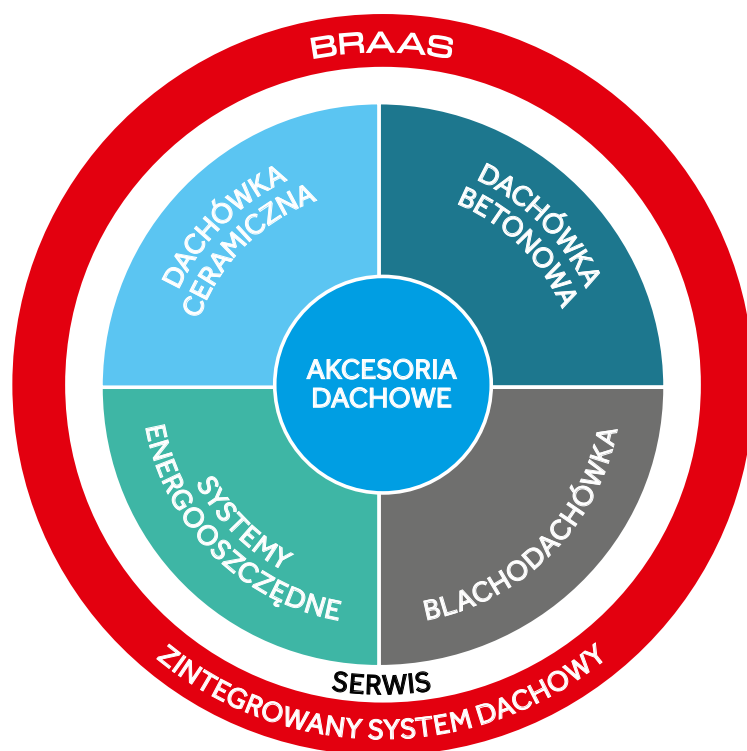 BRAAS
DACHÓWKA
CERAMICZNA
DACHÓWKA
BETONOWA
AKCESORIA
DACHOWE
SYSTEMY
ENERGOOSZCZĘDNE
BLACHODACHÓWKA
SERWIS
ZINTEGROWANY SYSTEM DACHOWY